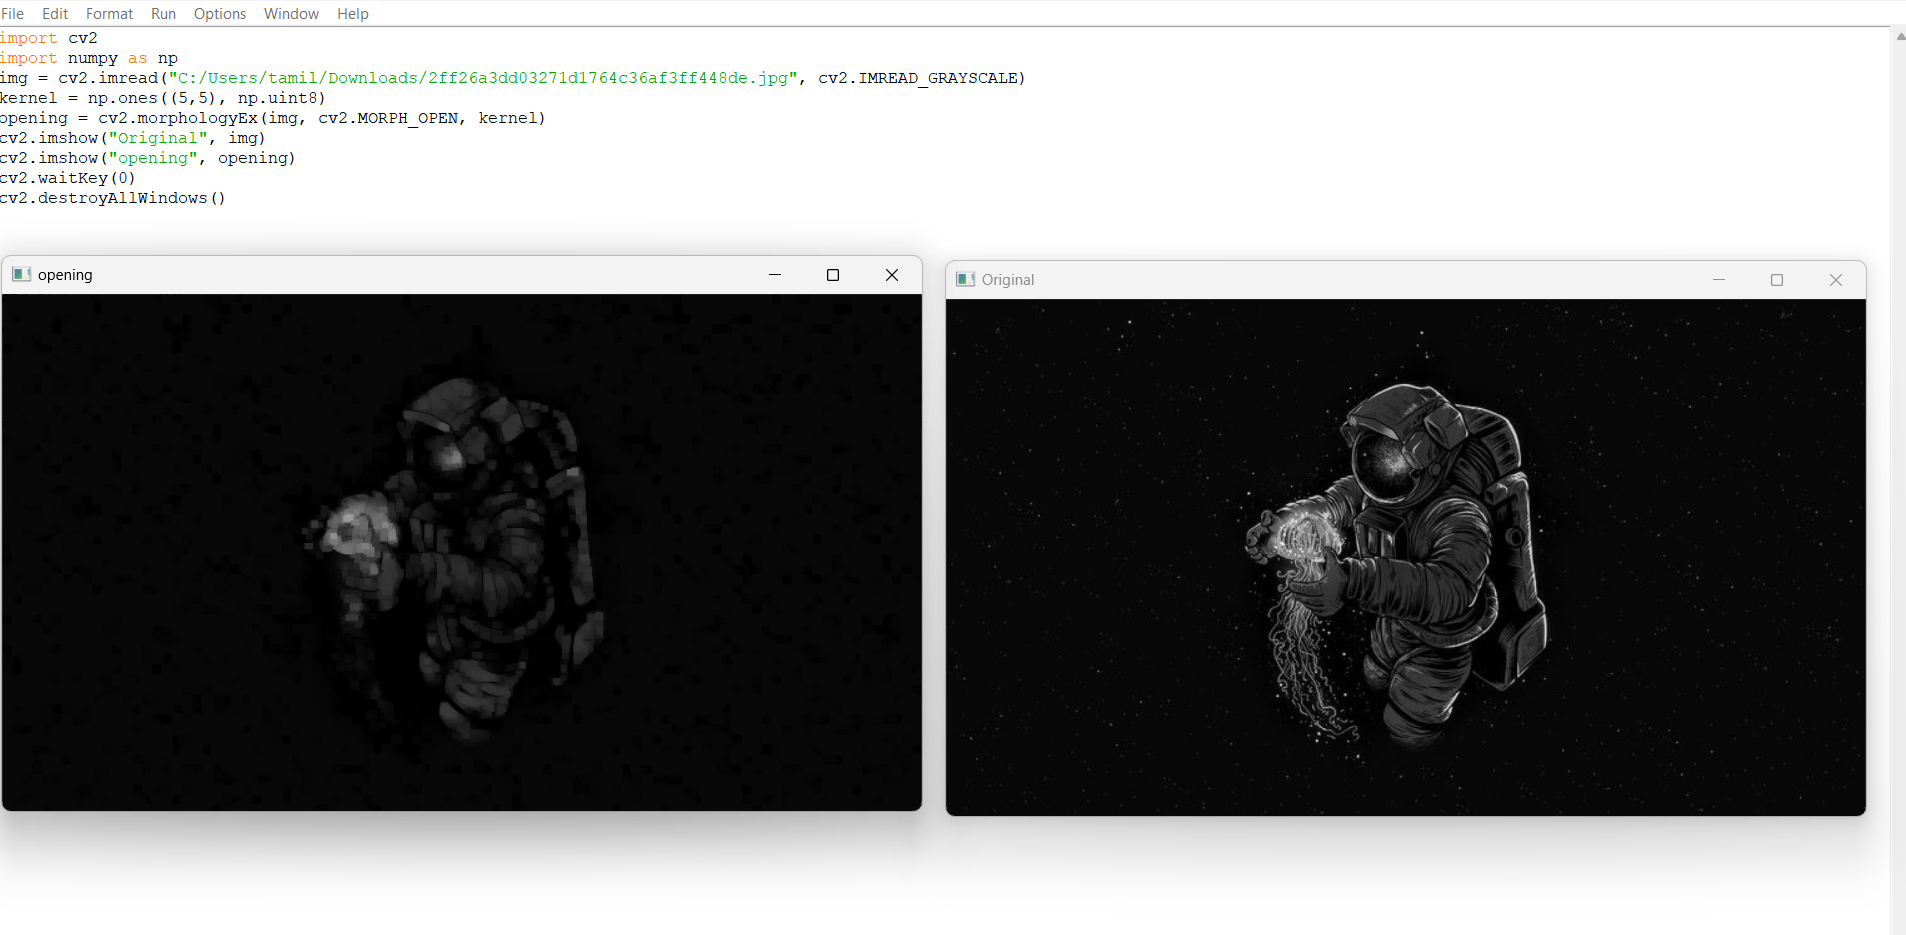 File Edit Format Run Options Window Help
import cv2
import numpy as np
img = cv2.imread("C:/Users/tamil/Downloads/2ff26a3dd03271d1764c36af3ff448de.jpg", cv2.IMREAD_GRAYSCALE)
kernel = np.ones((5,5), np.uint8)
opening = cv2.morphologyEx(img, cv2.MORPH_OPEN, kernel)
cv2.imshow("Original", img)
cv2.imshow("opening", opening)
cv2.waitKey(0)
cv2.destroyAllWindows()
opening
Original